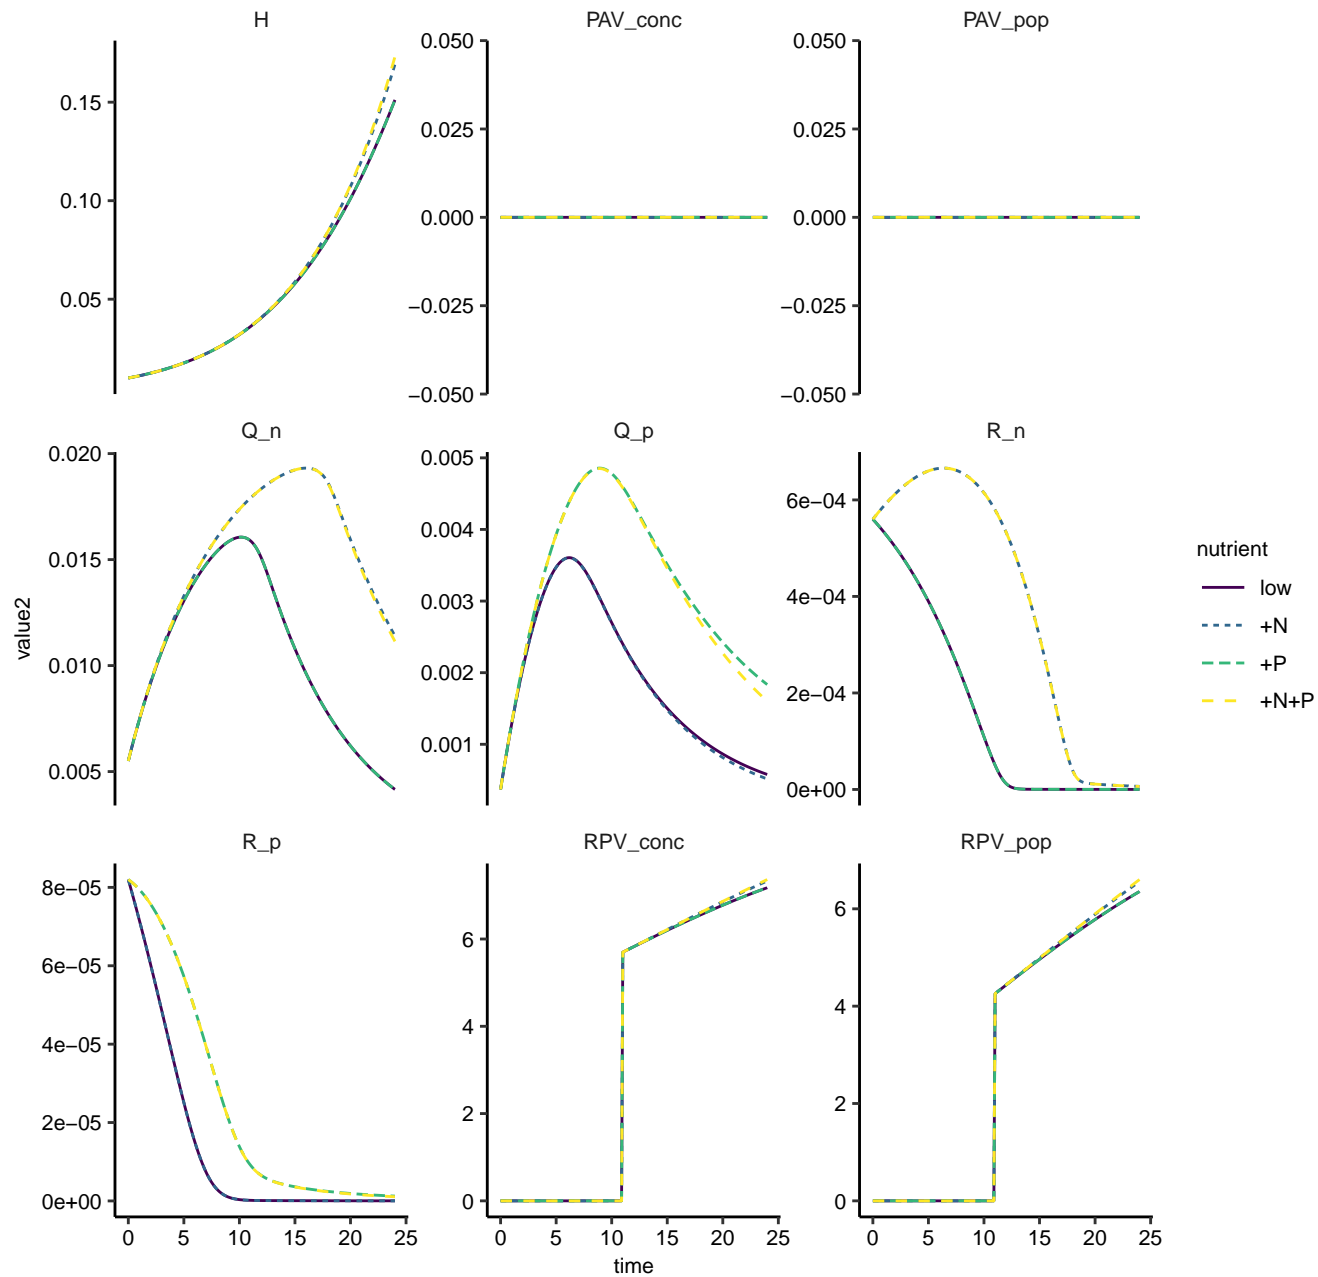 H
PAV_conc
PAV_pop
0.15
0.10
0.05
0.050
0.025
0.000
−0.025
−0.050
0.050
0.025
0.000
−0.025
−0.050
Q_n
Q_p
R_n
0.020
0.015
0.010
0.005
0.005
0.004
0.003
0.002
0.001
6e−04
4e−04
2e−04
0e+00
R_p
RPV_conc
RPV_pop
8e−05
6e−05
4e−05
2e−05
0e+00
6
4
2
0
6
4
2
0
0 5 10 15 20 25
0 5 10 15 20 25
0 5 10 15 20 25
time
value2
nutrient
low
+N
+P
+N+P